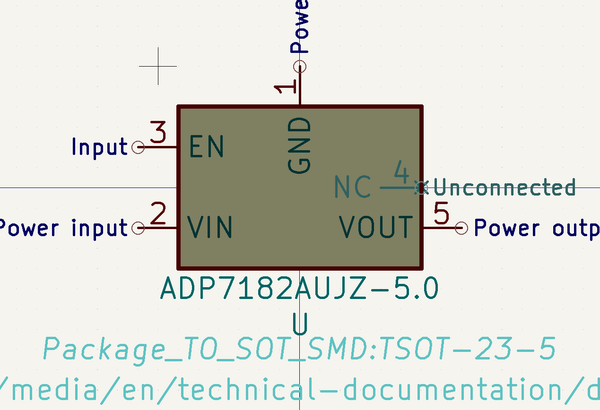 Powe
1
GND
Input 3 EN
NC 4 Unconnected
Power input 2 VIN
VOUT 5 Power outp
ADP7182AUJZ-5.0
U
Package_TO_SOT_SMD:TSOT-23-5
/media/en/technical-documentation/d